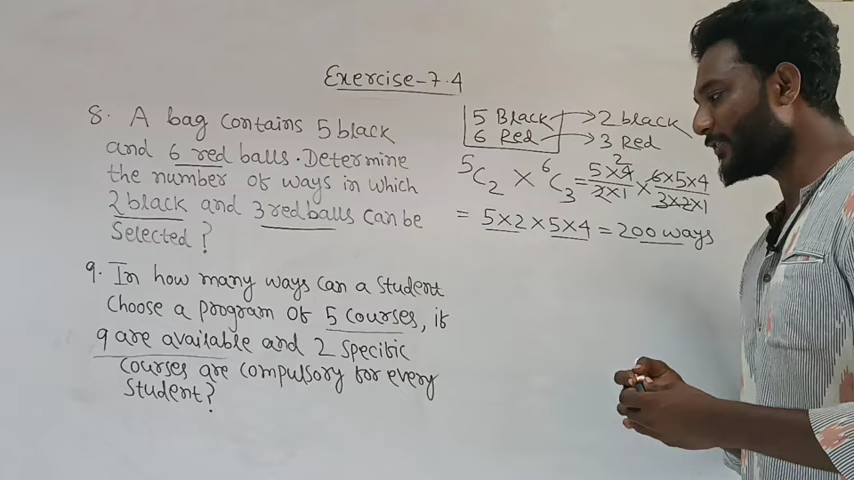 Exercise-7.4
8. A bag contains 5 black
and 6 red balls. Determine
the number of ways in which
2 black and 3 red balls can be
selected?
9. In how many ways can a student
choose a program of 5 courses, if
9 are available and 2 specific
courses are compulsory for every
student?
5 Black → 2 black
6 Red → 3 Red
⁵C₂ × ⁶C₃ = 5×4/2×1 × 6×5×4/3×2×1
2
= 5×2×5×4 = 200 ways